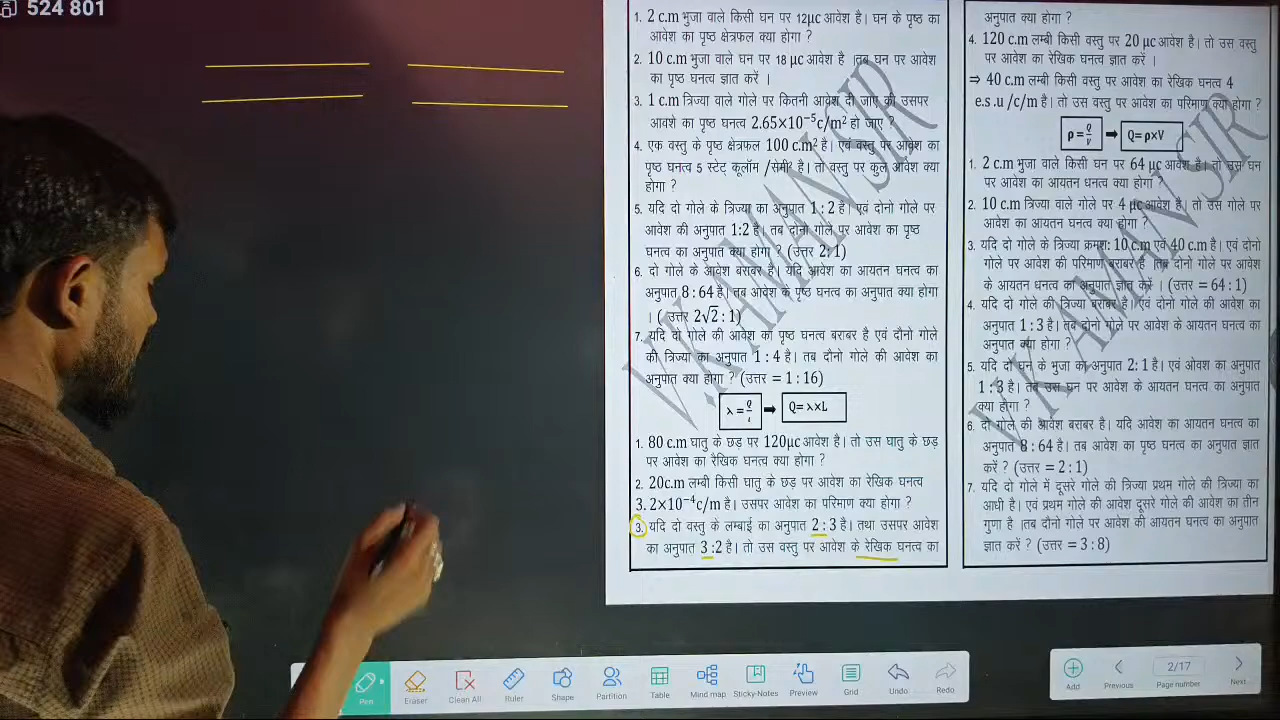 524 801
1. 2 c.m भुजा वाले किसी घन पर 12μc आवेश है। घन के पृष्ठ का
आवेश का पृष्ठ क्षेत्रफल क्या होगा ?
2. 10 c.m भुजा वाले घन पर 18 μc आवेश है ।तब घन पर आवेश
का पृष्ठ घनत्व ज्ञात करें ।
3. 1 c.m त्रिज्या वाले गोले पर कितनी आवेश दी जाए की उसपर
आवशे का पृष्ठ घनत्व 2.65×10⁻⁵c/m² हो जाए ?
4. एक वस्तु के पृष्ठ क्षेत्रफल 100 c.m² है। एवं वस्तु पर आवेश का
पृष्ठ घनत्व 5 स्टेट् कूलॉम /सेमी² है। तो वस्तु पर कुल आवेश क्या
होगा ?
5. यदि दो गोले के त्रिज्या का अनुपात 1 : 2 है। एवं दोनो गोले पर
आवेश की अनुपात 1:2 है। तब दोनो गोले पर आवेश का पृष्ठ
घनत्व का अनुपात क्या होगा ? (उत्तर 2: 1)
6. दो गोले के आवेश बराबर है। यदि आवेश का आयतन घनत्व का
अनुपात 8 : 64 है। तब आवेश के पृष्ठ घनत्व का अनुपात क्या होगा
। ( उत्तर 2√2 : 1)
7. यदि दो गोले की आवेश का पृष्ठ घनत्व बराबर है एवं दौनो गोले
की त्रिज्या का अनुपात 1 : 4 है। तब दौनो गोले की आवेश का
अनुपात क्या होगा ? (उत्तर = 1 : 16)
λ = Q/ℓ ➡ Q= λ×L
1. 80 c.m घातु के छड़ पर 120μc आवेश है। तो उस घातु के छड़
पर आवेश का रैखिक घनत्व क्या होगा ?
2. 20c.m लम्बी किसी घातु के छड़ पर आवेश का रेखिक घनत्व
3. 2×10⁻⁴c/m है। उसपर आवेश का परिमाण क्या होगा ?
3. यदि दो वस्तु के लम्बाई का अनुपात 2 : 3 है। तथा उसपर आवेश
का अनुपात 3 :2 है। तो उस वस्तु पर आवेश के रेखिक घनत्व का
अनुपात क्या होगा ?
4. 120 c.m लम्बी किसी वस्तु पर 20 μc आवेश है। तो उस वस्तु
पर आवेश का रेखिक घनत्व ज्ञात करें ।
⇒ 40 c.m लम्बी किसी वस्तु पर आवेश का रेखिक घनत्व 4
e.s.u /c/m है। तो उस वस्तु पर आवेश का परिमाण क्या होगा ?
ρ = Q/V ➡ Q= ρ×V
1. 2 c.m भुजा वाले किसी घन पर 64 μc आवेश है। तो उस घन
पर आवेश का आयतन घनत्व क्या होगा ?
2. 10 c.m त्रिज्या वाले गोले पर 4 μc आवेश है। तो उस गोले पर
आवेश का आयतन घनत्व क्या होगा ?
3. यदि दो गोले के त्रिज्या क्रमश: 10 c.m एवं 40 c.m है। एवं दोनो
गोले पर आवेश की परिमाण बराबर है ।तब दोनो गोले पर आवेश
के आयतन घनत्व का अनुपात ज्ञात करें । (उत्तर = 64 : 1)
4. यदि दो गोले की त्रिज्या बराबर है। एवं दोनो गोले की आवेश का
अनुपात 1 : 3 है। तब दोनो गोले पर आवेश के आयतन घनत्व का
अनुपात क्या होगा ?
5. यदि दो घन के भुजा का अनुपात 2: 1 है। एवं ओवश का अनुपात
1 : 3 है। तब उस घन पर आवेश के आयतन घनत्व का अनुपात
क्या होगा ?
6. दो गोले की आवेश बराबर है। यदि आवेश का आयतन घनत्व का
अनुपात 8 : 64 है। तब आवेश का पृष्ठ घनत्व का अनुपात ज्ञात
करें ? (उत्तर = 2 : 1)
7. यदि दो गोले में दूसरे गोले की त्रिज्या प्रथम गोले की त्रिज्या का
आधी है। एवं प्रथम गोले की आवेश दूसरे गोले की आवेश का तीन
गुणा है ।तब दौनो गोले पर आवेश की आयतन घनत्व का अनुपात
ज्ञात करें ? (उत्तर = 3 : 8)
V.K AMAN SIR
V.K AMAN SIR
Pen
Eraser
Clean All
Ruler
Shape
Partition
Table
Mind map
Sticky-Notes
Preview
Grid
Undo
Redo
Add
Previous
2/17
Page number
Next